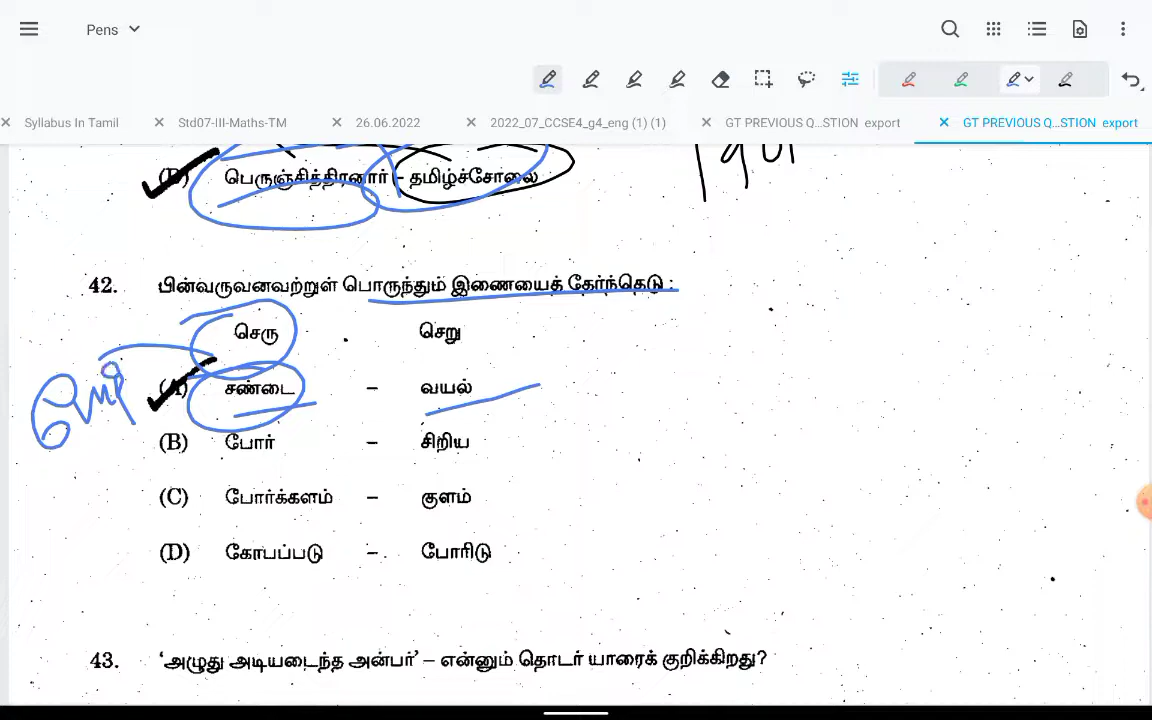 Pens
Syllabus In Tamil
Std07-III-Maths-TM
26.06.2022
2022_07_CCSE4_g4_eng (1) (1)
GT PREVIOUS Q...STION export
GT PREVIOUS Q...STION export
பெருஞ்சித்திரனார் - தமிழ்ச்சோலை
42. பின்வருவனவற்றுள் பொருந்தும் இணையைத் தேர்ந்தெடு :
செரு செறு
(A) சண்டை – வயல்
(B) போர் – சிறிய
(C) போர்க்களம் – குளம்
(D) கோபப்படு – போரிடு
43. ‘அழுது அடியடைந்த அன்பர்’ – என்னும் தொடர் யாரைக் குறிக்கிறது?